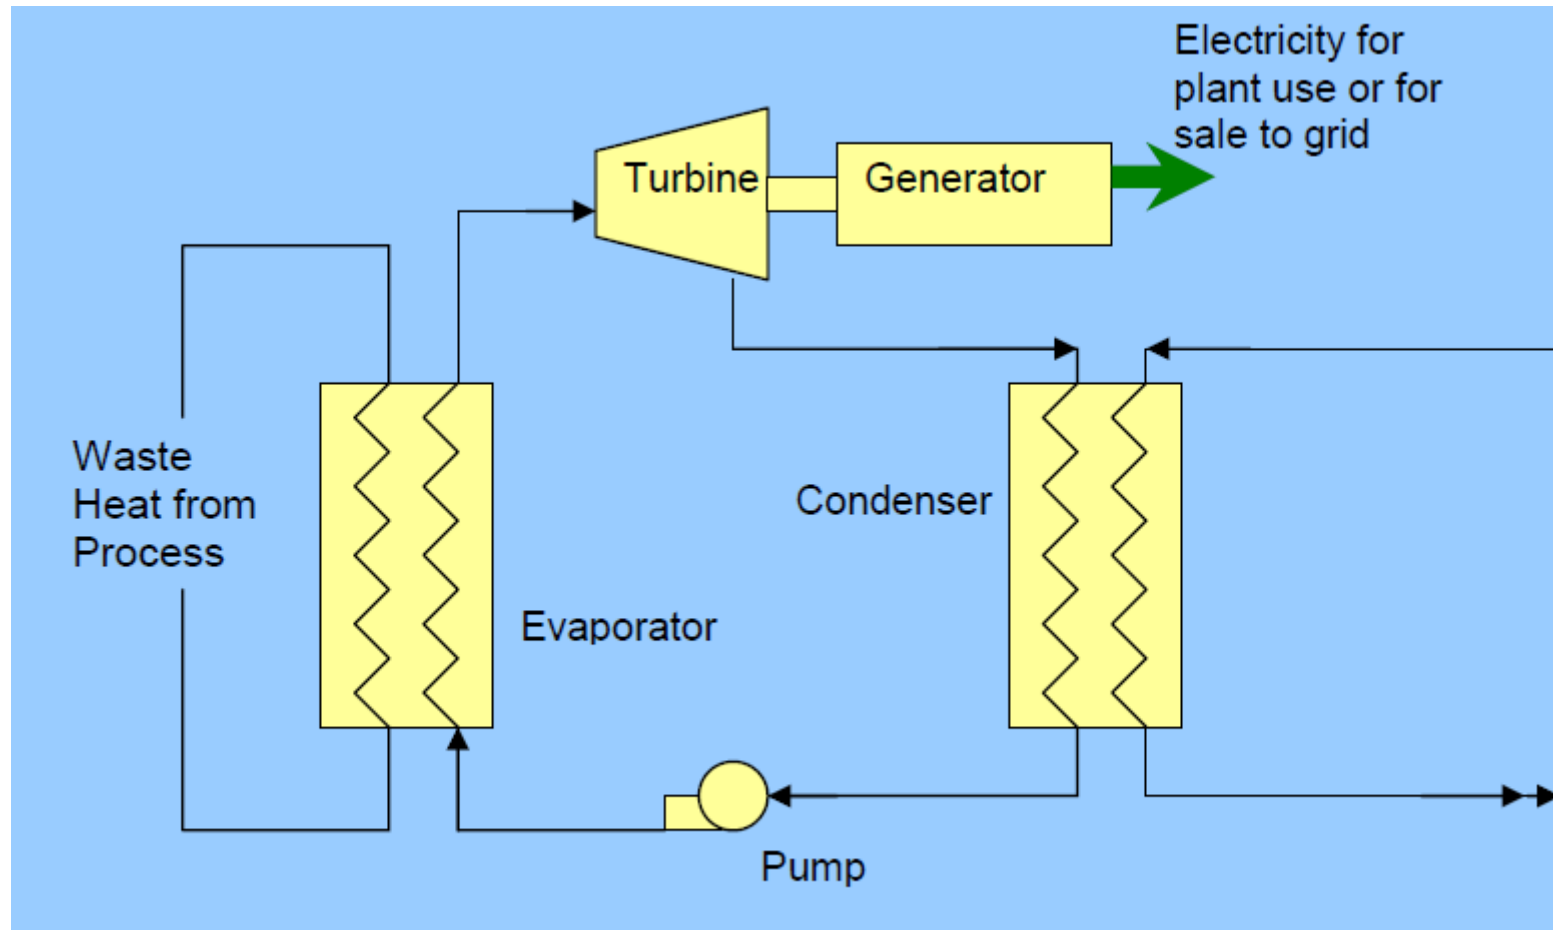 Electricity for
plant use or for
sale to grid
Turbine
Generator
Waste
Heat from
Process
Condenser
Evaporator
Pump